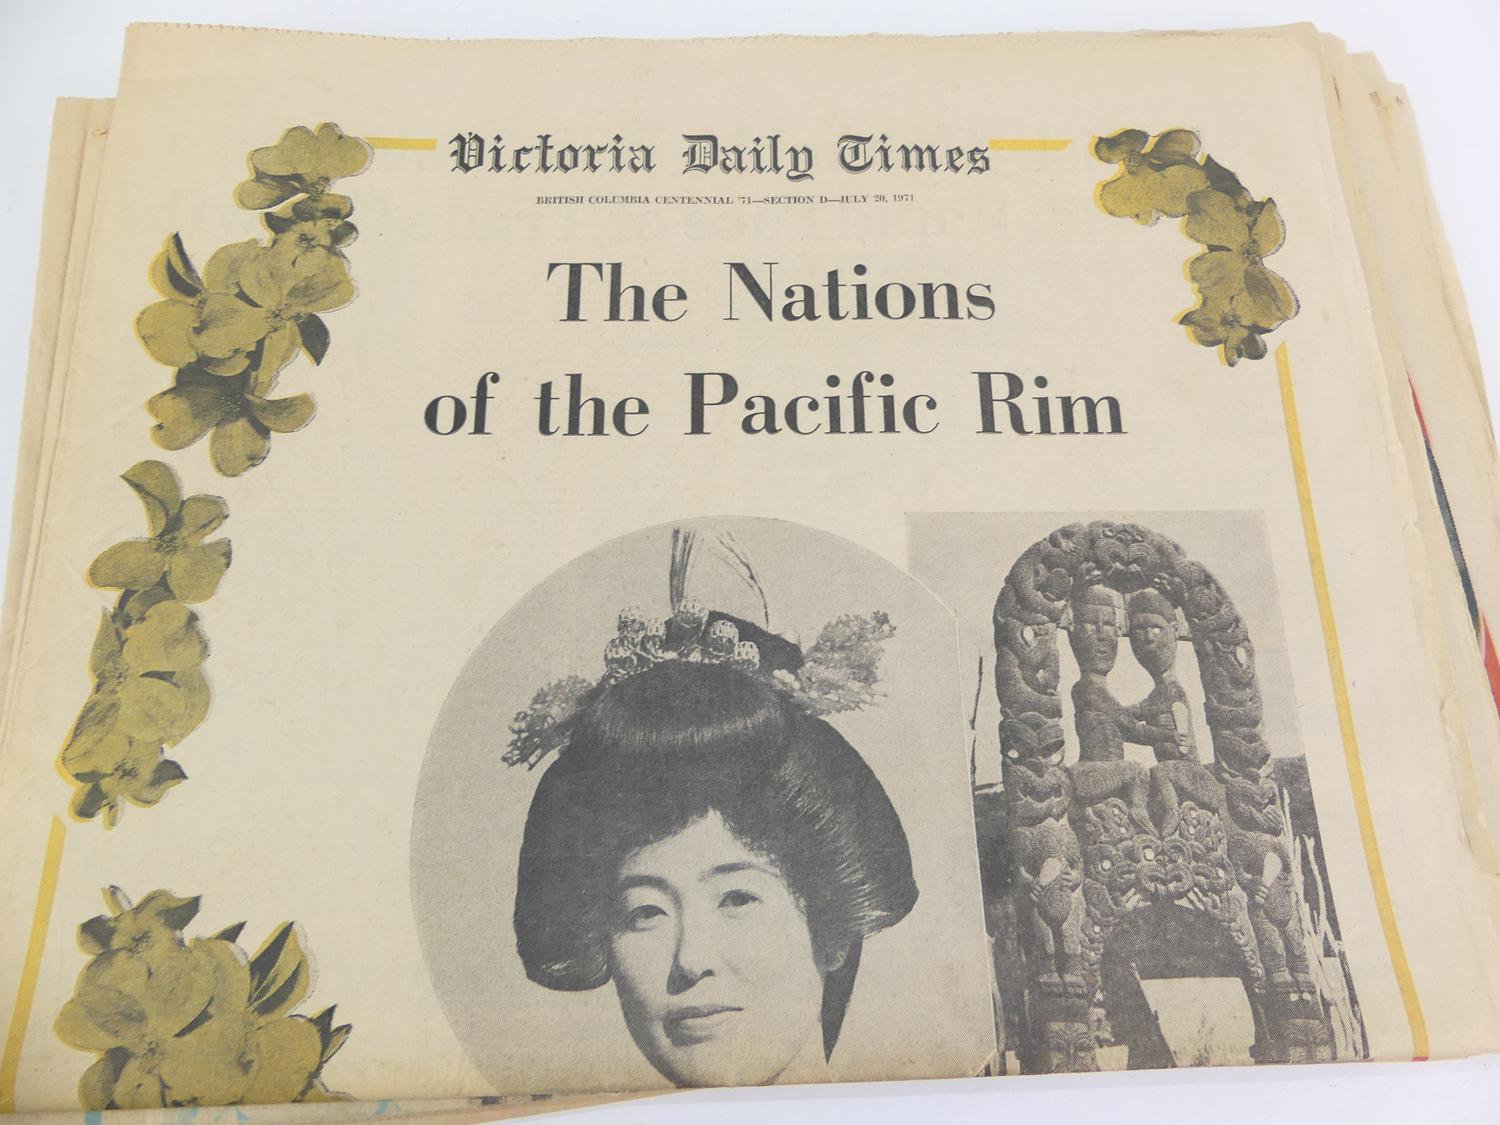 Victoria Daily Times
BRITISH COLUMBIA CENTENNIAL '71—SECTION D—JULY 20, 1971
The Nations
of the Pacific Rim